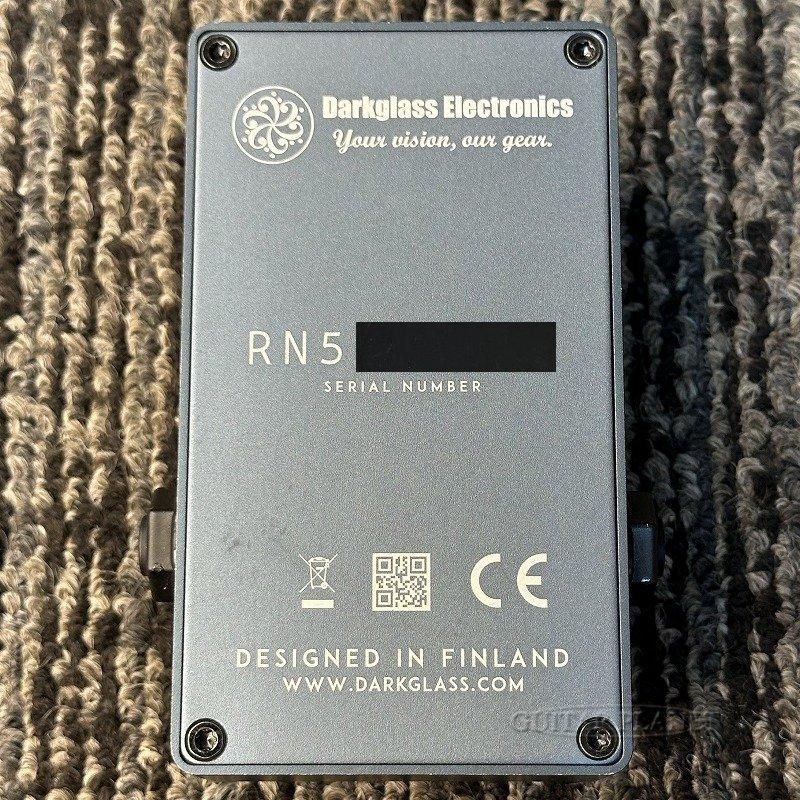 Darkglass Electronics
Your vision, our gear.
RN5
SERIAL NUMBER
CE
DESIGNED IN FINLAND
WWW.DARKGLASS.COM